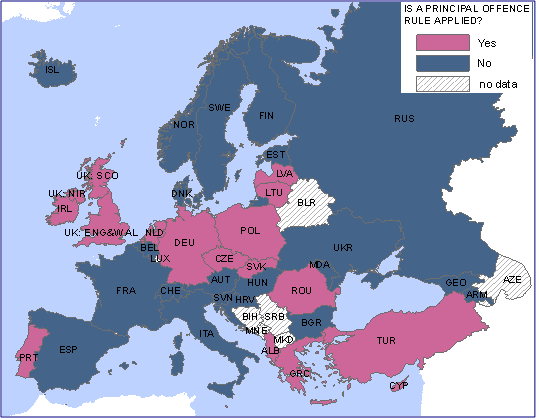 IS A PRINCIPAL OFFENCE
RULE APPLIED?
Yes
No
no data
ISL
SWE
FIN
NOR
RUS
EST
UK: SCO
LVA
UK: NIR
DNK
LTU
IRL
BLR
UK: ENG&WAL
NLD
POL
DEU
BEL
UKR
LUX
CZE
SVK
MDA
AUT
HUN
FRA
CHE
ROU
GEO
AZE
SVN
HRV
ARM
BIH
SRB
BGR
ITA
MNE
MKD
TUR
ESP
PRT
ALB
GRC
CYP